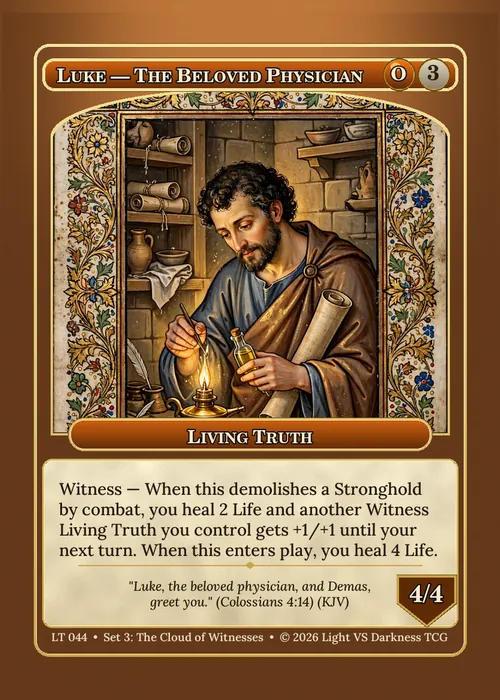 Luke — The Beloved Physician O 3
Living Truth
Witness — When this demolishes a Stronghold
by combat, you heal 2 Life and another Witness
Living Truth you control gets +1/+1 until your
next turn. When this enters play, you heal 4 Life.
"Luke, the beloved physician, and Demas,
greet you." (Colossians 4:14) (KJV)
4/4
LT 044 • Set 3: The Cloud of Witnesses • © 2026 Light VS Darkness TCG